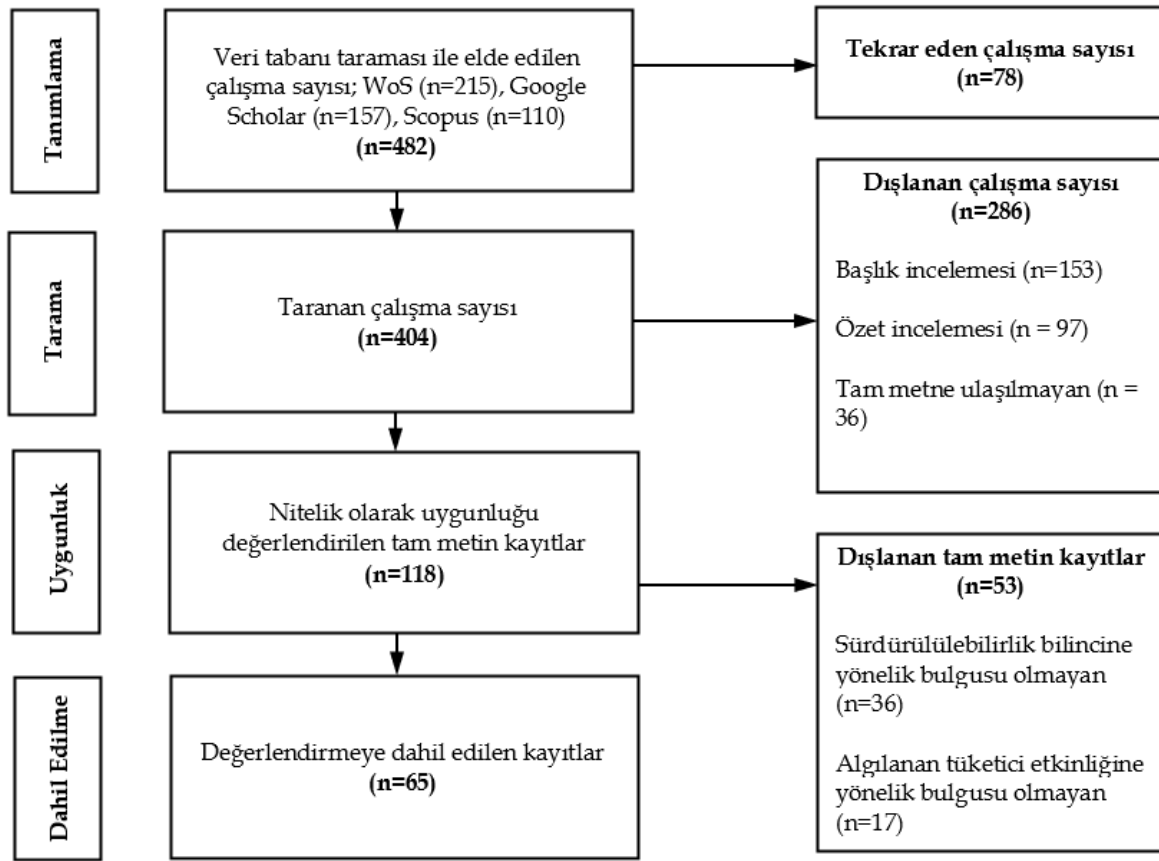 Tanımlama
Veri tabanı taraması ile elde edilen
çalışma sayısı; WoS (n=215), Google
Scholar (n=157), Scopus (n=110)
(n=482)
Tekrar eden çalışma sayısı
(n=78)
Tarama
Taranan çalışma sayısı
(n=404)
Dışlanan çalışma sayısı
(n=286)
Başlık incelemesi (n=153)
Özet incelemesi (n = 97)
Tam metne ulaşılmayan (n =
36)
Uygunluk
Nitelik olarak uygunluğu
değerlendirilen tam metin kayıtlar
(n=118)
Dışlanan tam metin kayıtlar
(n=53)
Sürdürülülebilirlik bilincine
yönelik bulgusu olmayan
(n=36)
Algılanan tüketici etkinliğine
yönelik bulgusu olmayan
(n=17)
Dahil Edilme
Değerlendirmeye dahil edilen kayıtlar
(n=65)